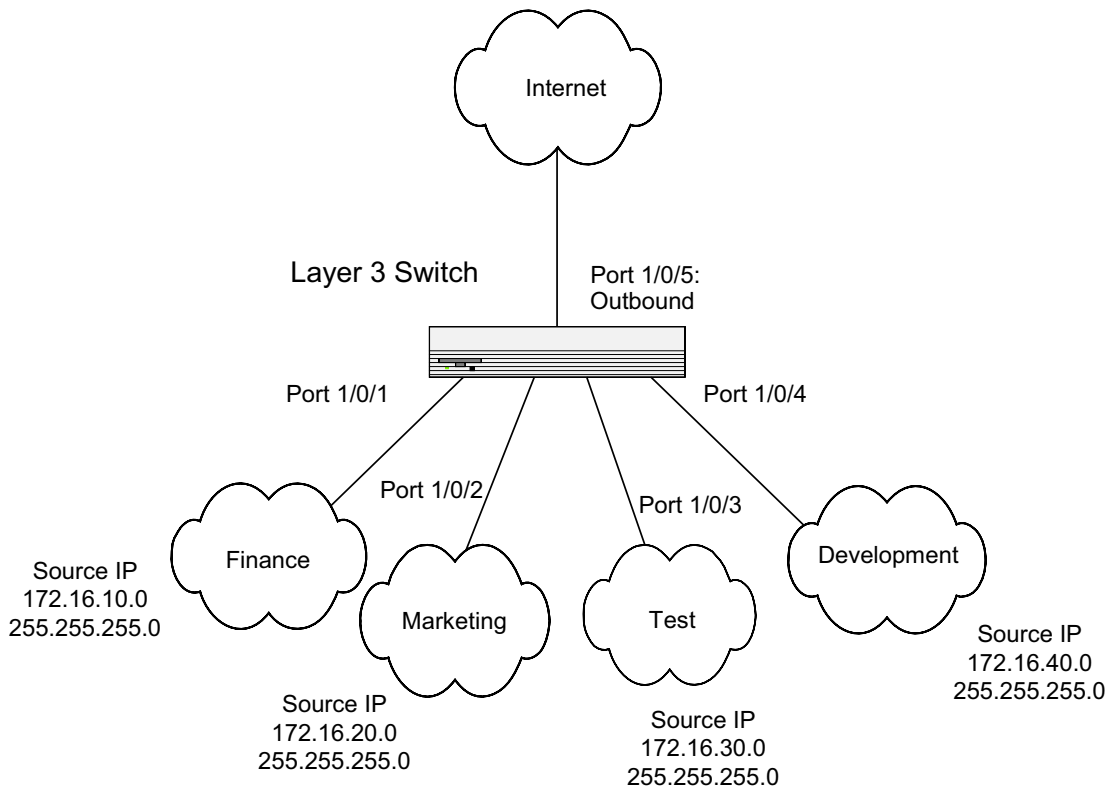 Internet
Layer 3 Switch
Port 1/0/5:
Outbound
Port 1/0/1
Port 1/0/4
Port 1/0/2
Port 1/0/3
Finance
Development
Source IP
172.16.10.0
255.255.255.0
Marketing
Test
Source IP
172.16.40.0
255.255.255.0
Source IP
172.16.20.0
255.255.255.0
Source IP
172.16.30.0
255.255.255.0